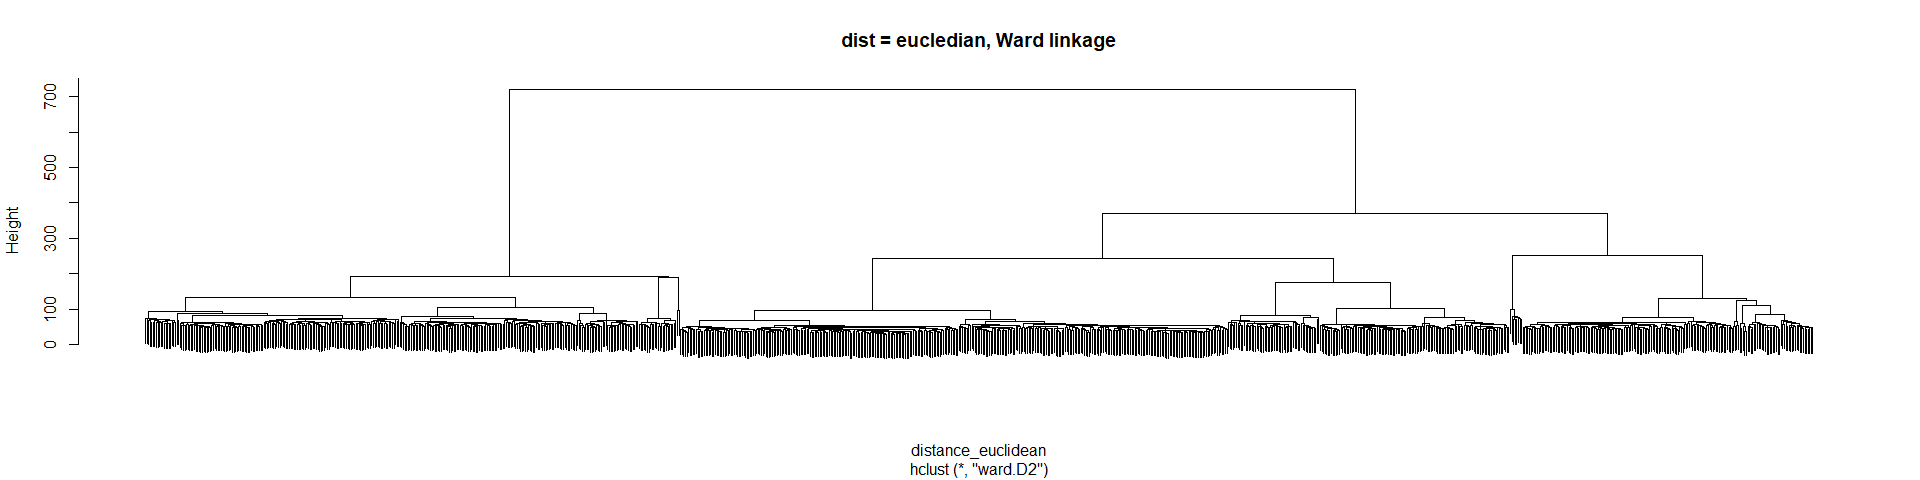 dist = eucledian, Ward linkage
Height
700
500
300
100
0
distance_euclidean
hclust (*, "ward.D2")